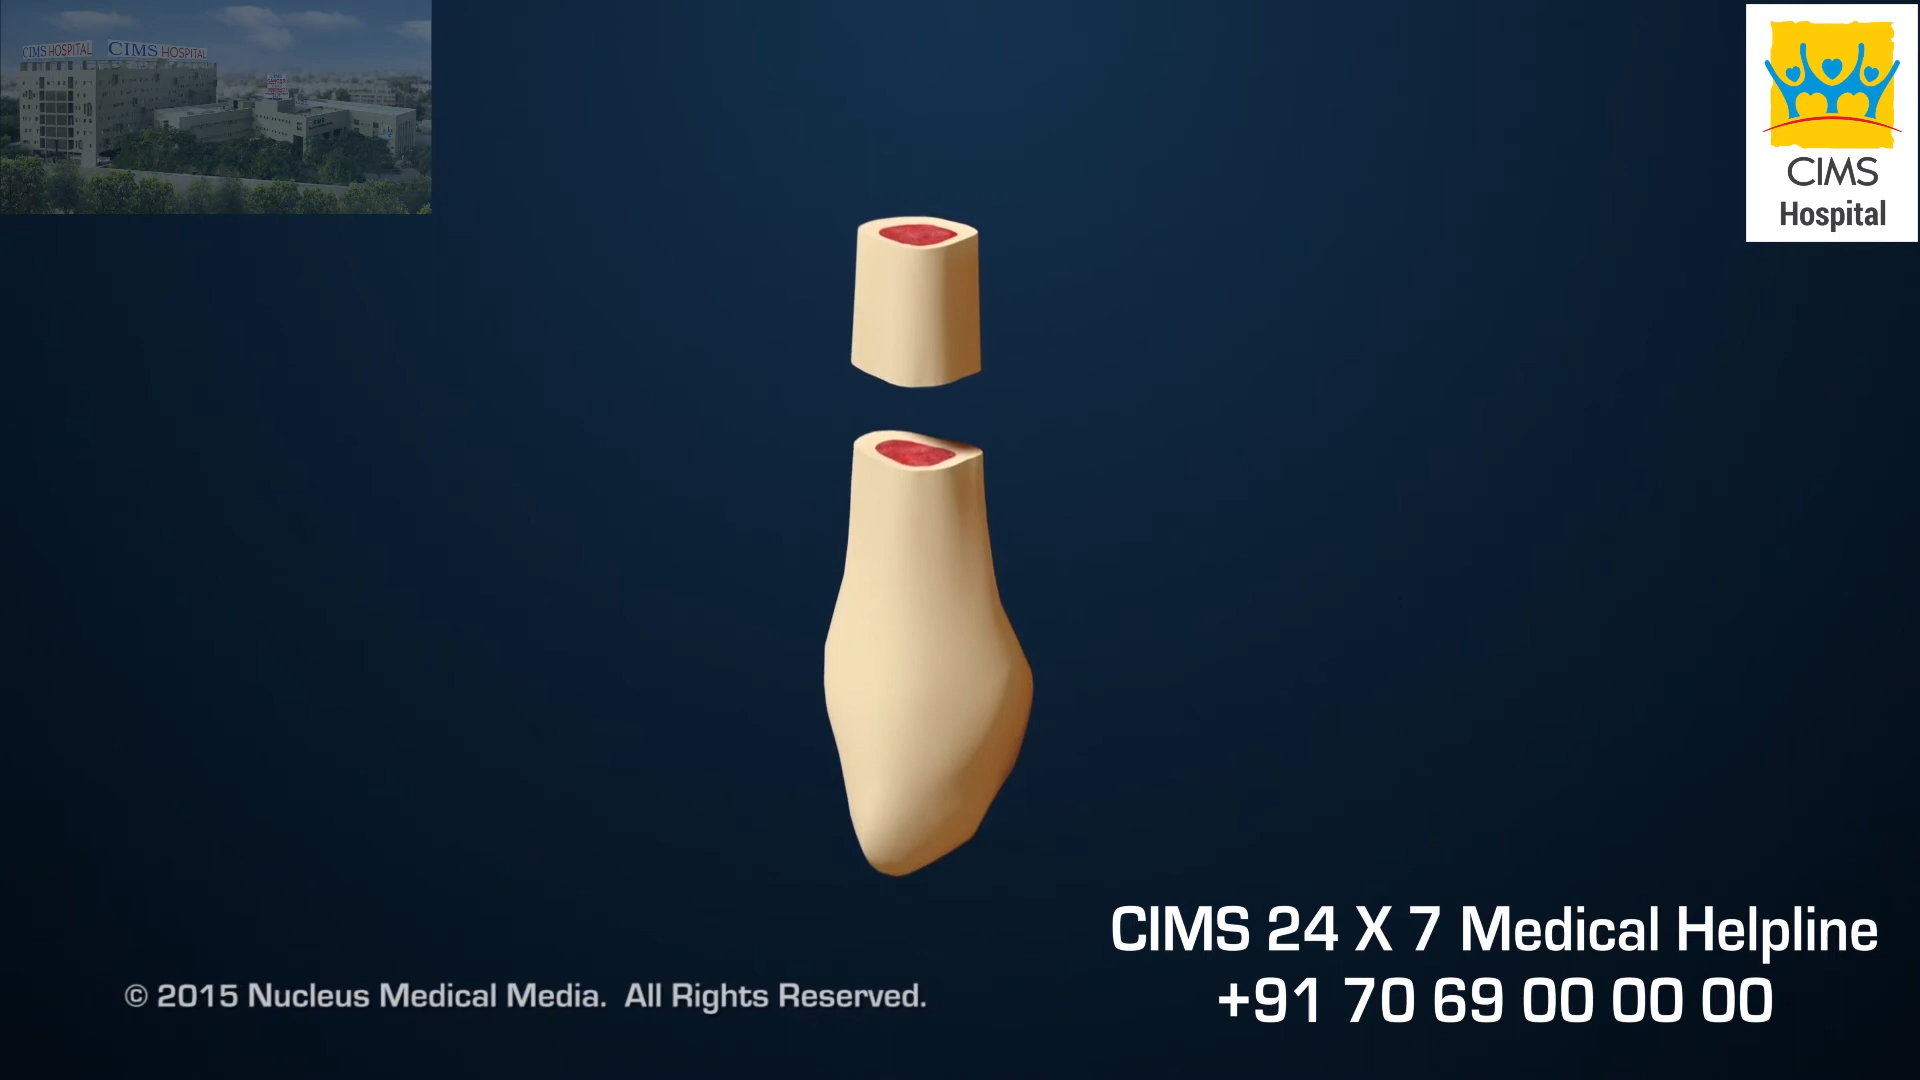 CIMS HOSPITAL CIMS HOSPITAL
CIMS
Hospital
CIMS 24 X 7 Medical Helpline
+91 70 69 00 00 00
© 2015 Nucleus Medical Media. All Rights Reserved.